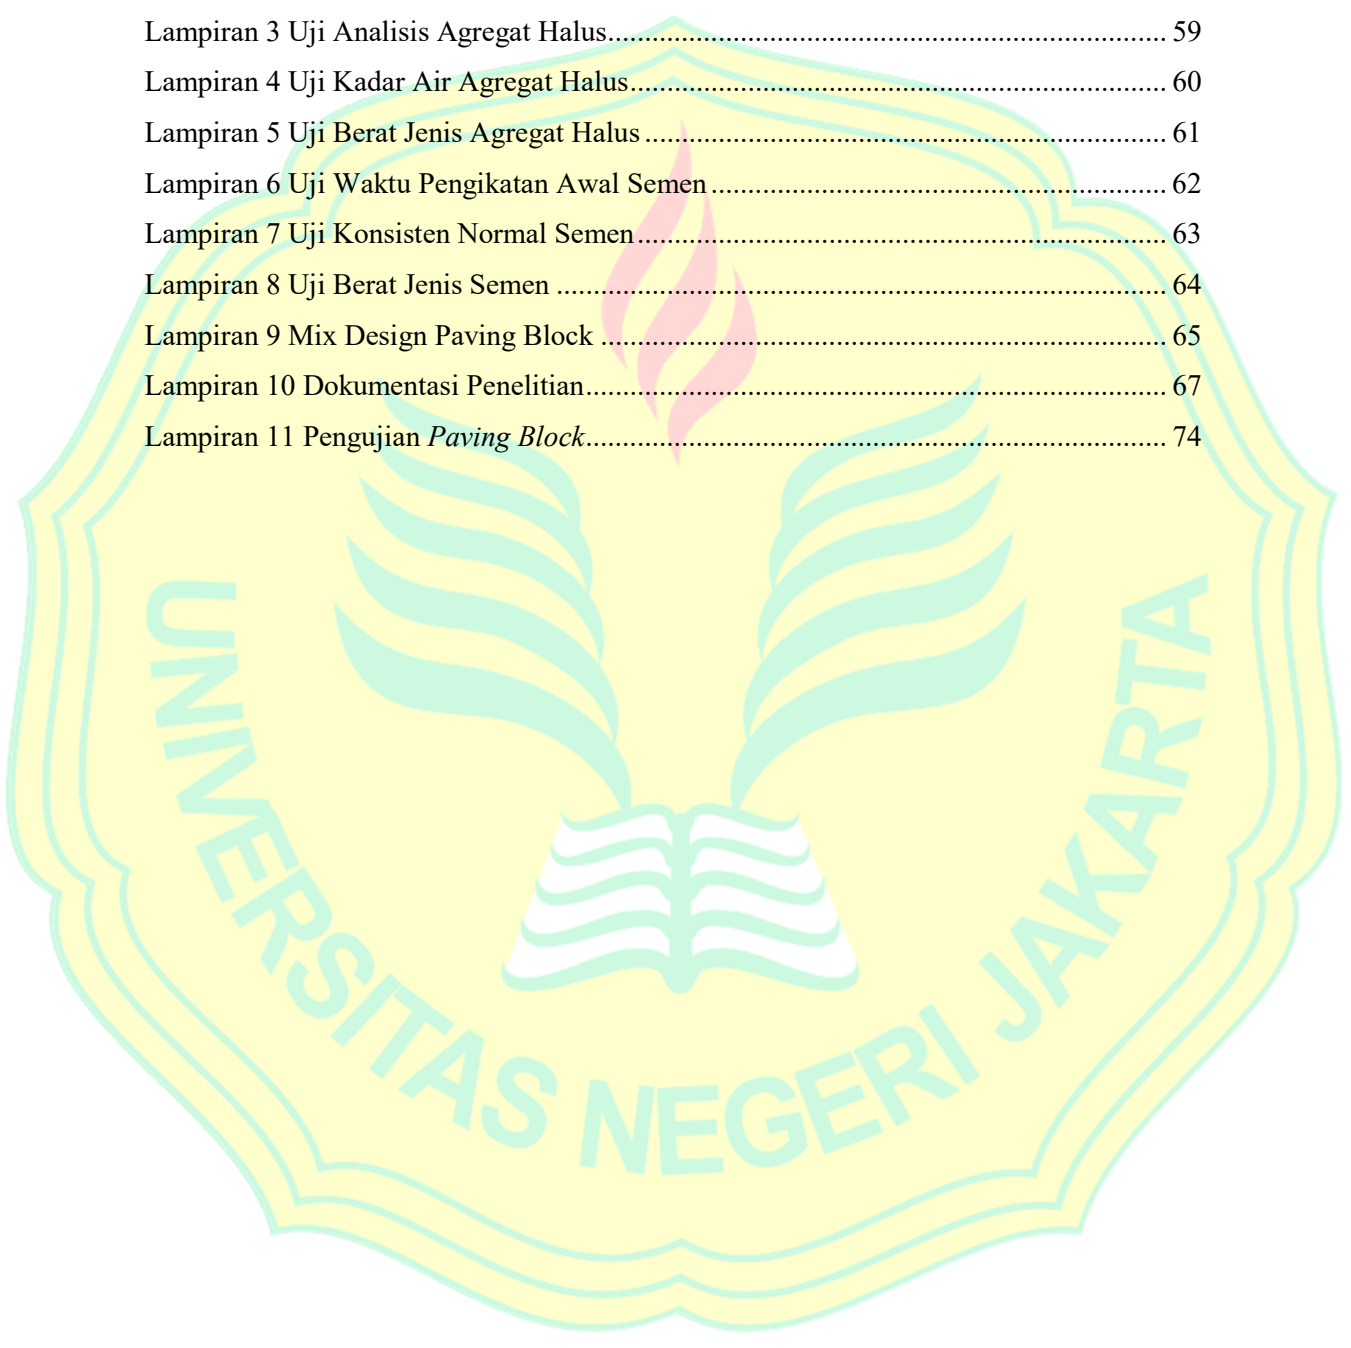 Lampiran 3 Uji Analisis Agregat Halus.......................................................................... 59
Lampiran 4 Uji Kadar Air Agregat Halus....................................................................... 60
Lampiran 5 Uji Berat Jenis Agregat Halus ..................................................................... 61
Lampiran 6 Uji Waktu Pengikatan Awal Semen............................................................. 62
Lampiran 7 Uji Konsisten Normal Semen...................................................................... 63
Lampiran 8 Uji Berat Jenis Semen ................................................................................. 64
Lampiran 9 Mix Design Paving Block ........................................................................... 65
Lampiran 10 Dokumentasi Penelitian............................................................................. 67
Lampiran 11 Pengujian Paving Block............................................................................. 74
UNIVERSITAS NEGERI JAKARTA